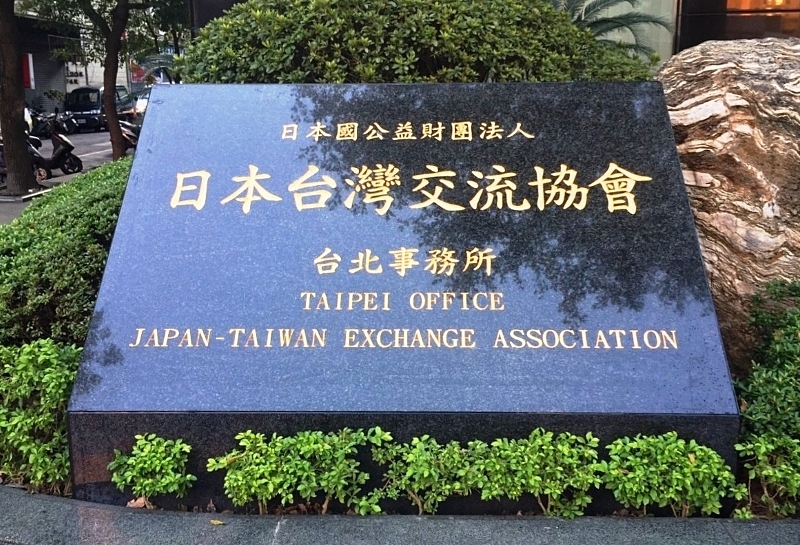 日本國公益財團法人
日本台灣交流協會
台北事務所
TAIPEI OFFICE
JAPAN-TAIWAN EXCHANGE ASSOCIATION